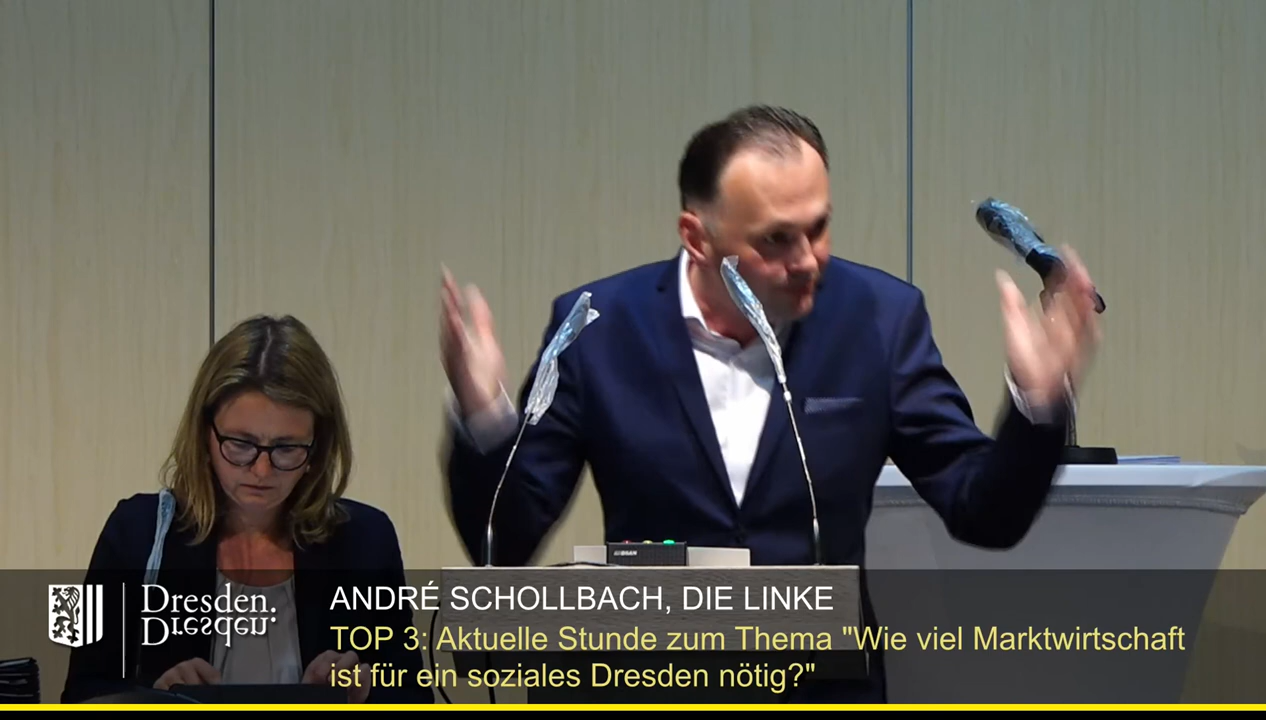 Dresden.
Dresden.
ANDRÉ SCHOLLBACH, DIE LINKE
TOP 3: Aktuelle Stunde zum Thema "Wie viel Marktwirtschaft
ist für ein soziales Dresden nötig?"